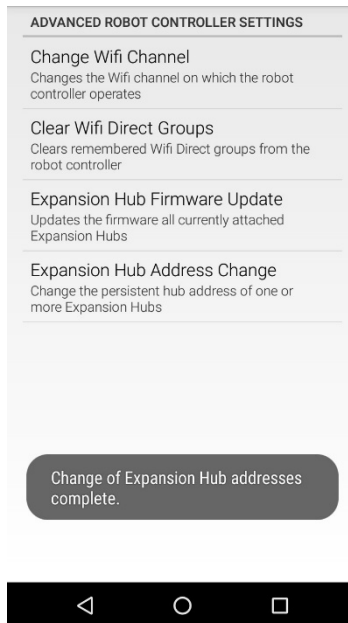 ADVANCED ROBOT CONTROLLER SETTINGS
Change Wifi Channel
Changes the Wifi channel on which the robot
controller operates
Clear Wifi Direct Groups
Clears remembered Wifi Direct groups from the
robot controller
Expansion Hub Firmware Update
Updates the firmware all currently attached
Expansion Hubs
Expansion Hub Address Change
Change the persistent hub address of one or
more Expansion Hubs
Change of Expansion Hub addresses
complete.